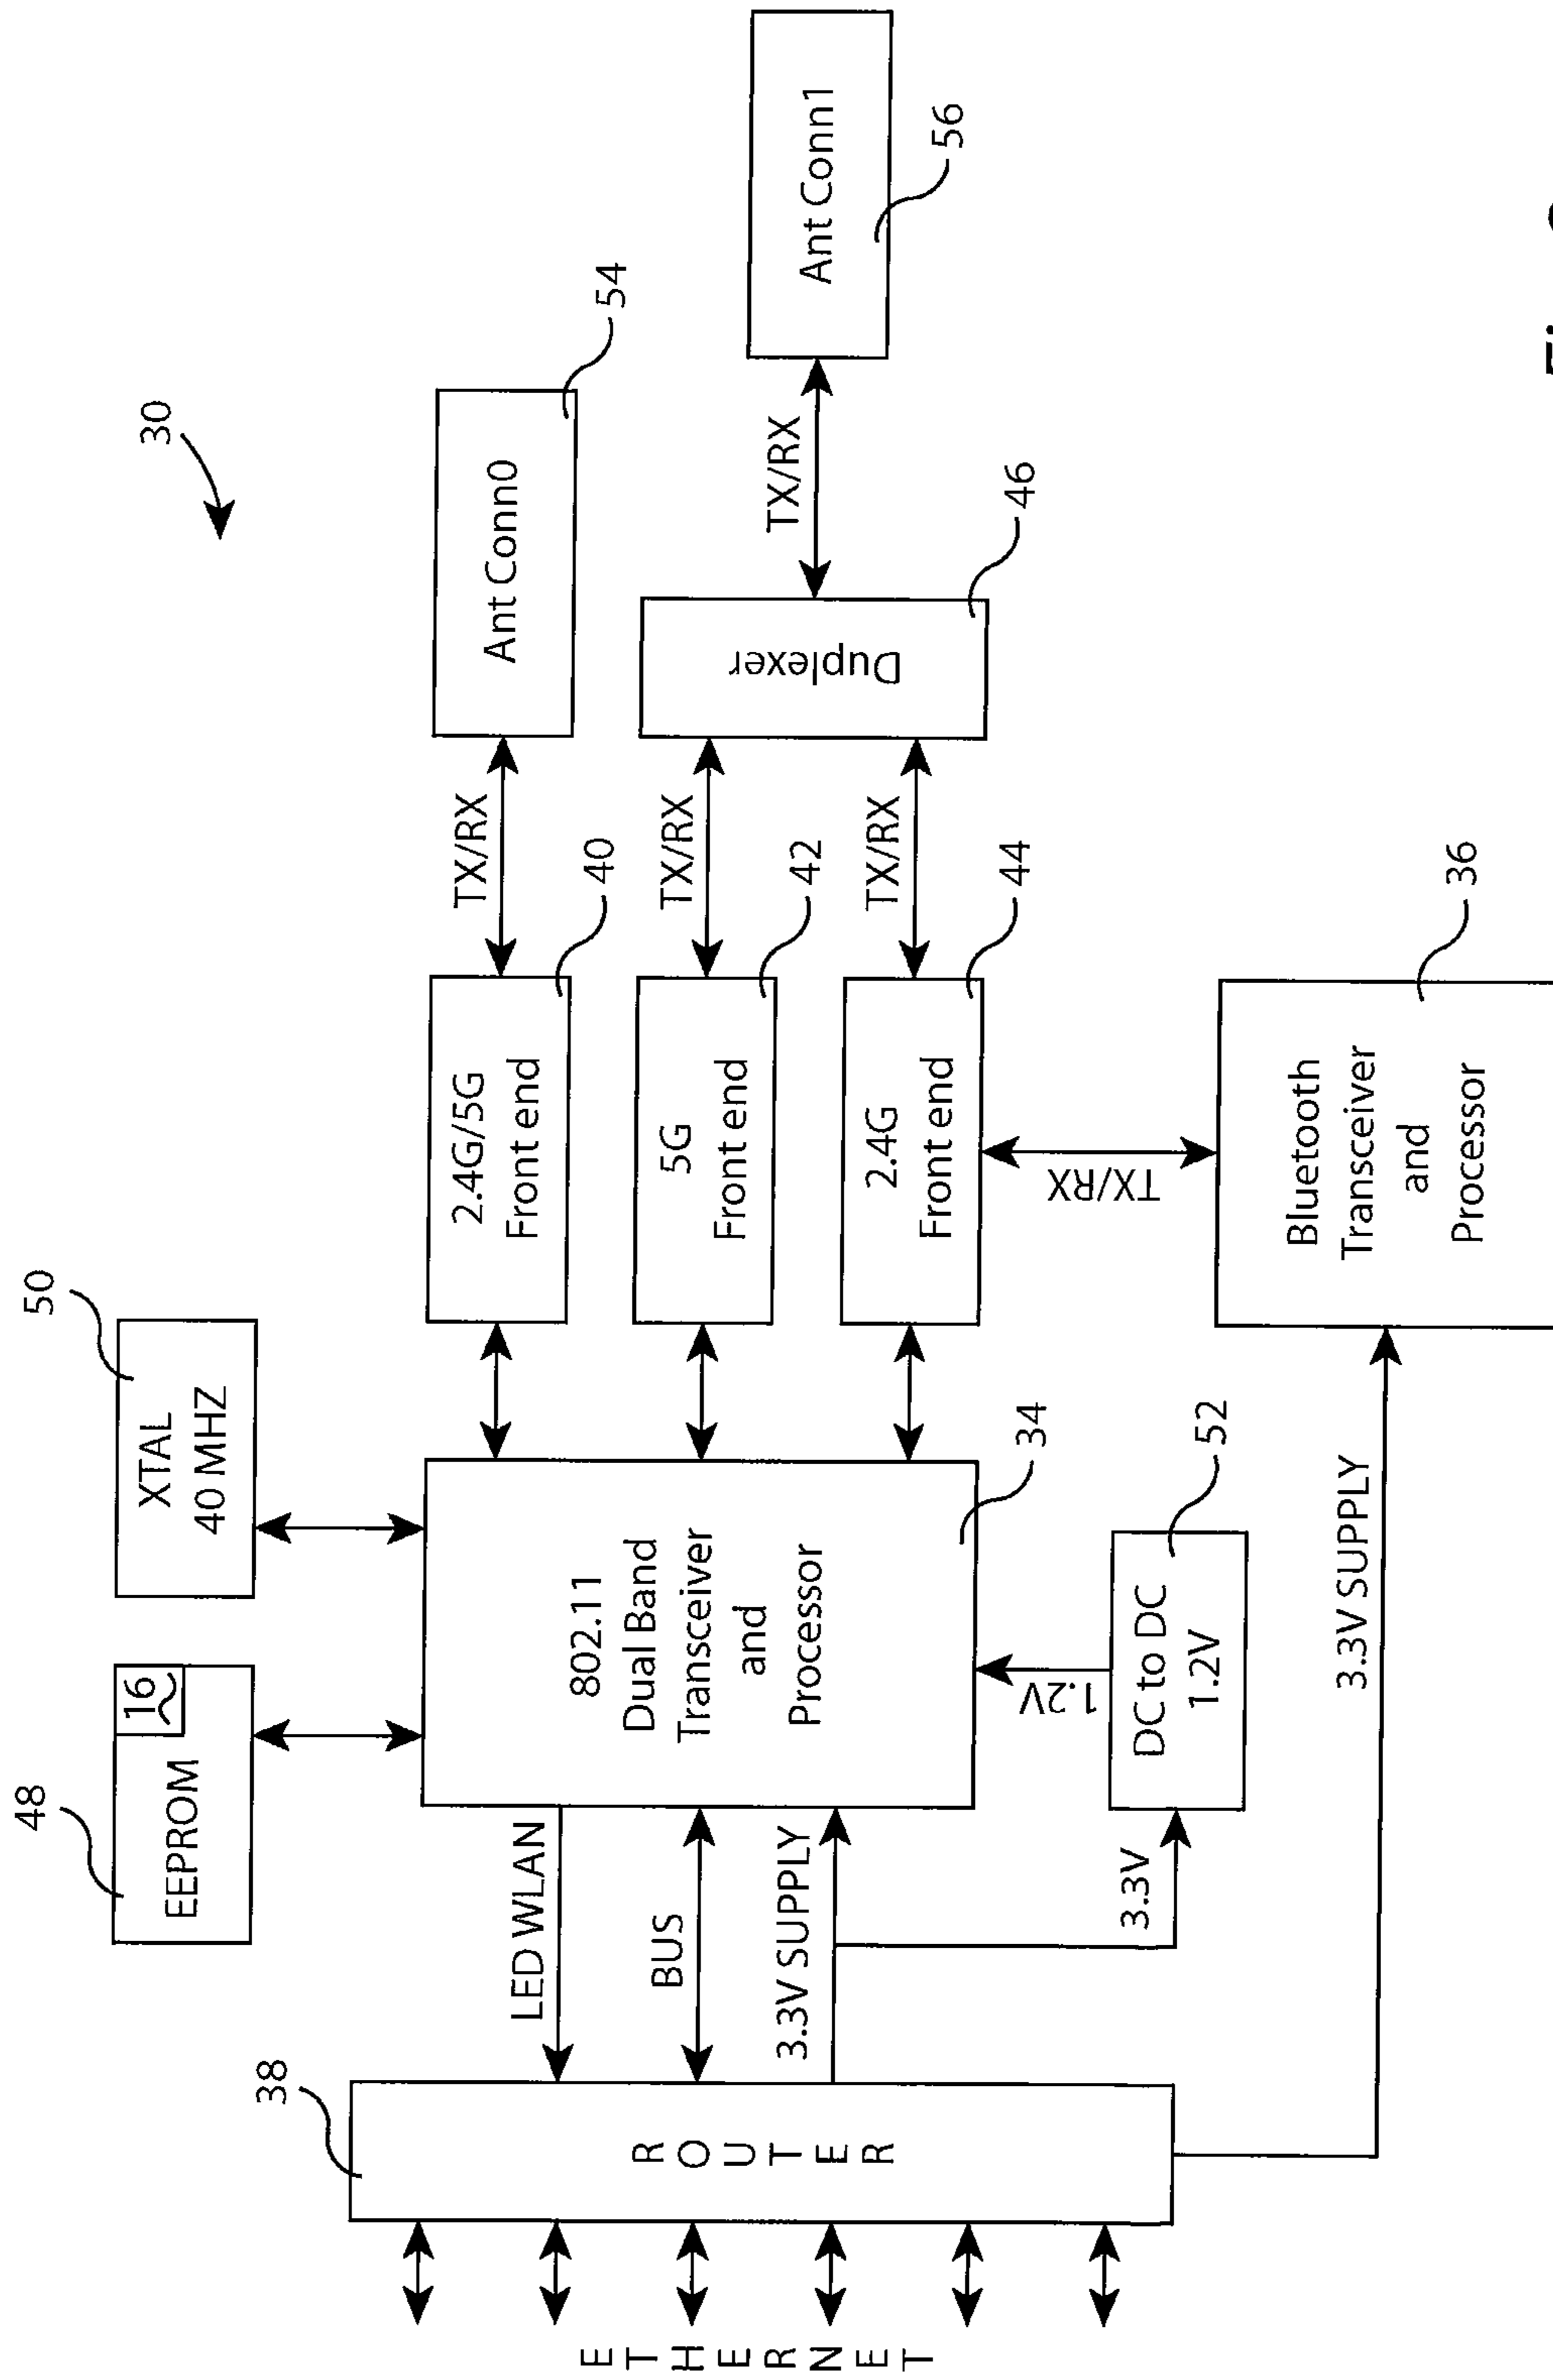 30
48
EEPROM
16
50
XTAL
40 MHZ
38
ROUTER
ETHERNET
LED WLAN
BUS
3.3V SUPPLY
3.3V
802.11
Dual Band
Transceiver
and
Processor
34
1.2V
DC to DC
1.2V
52
2.4G/5G
Front end
40
TX/RX
Ant Conn0
54
5G
Front end
42
TX/RX
2.4G
Front end
44
TX/RX
Duplexer
46
TX/RX
Ant Conn1
56
TX/RX
Bluetooth
Transceiver
and
Processor
36
3.3V SUPPLY